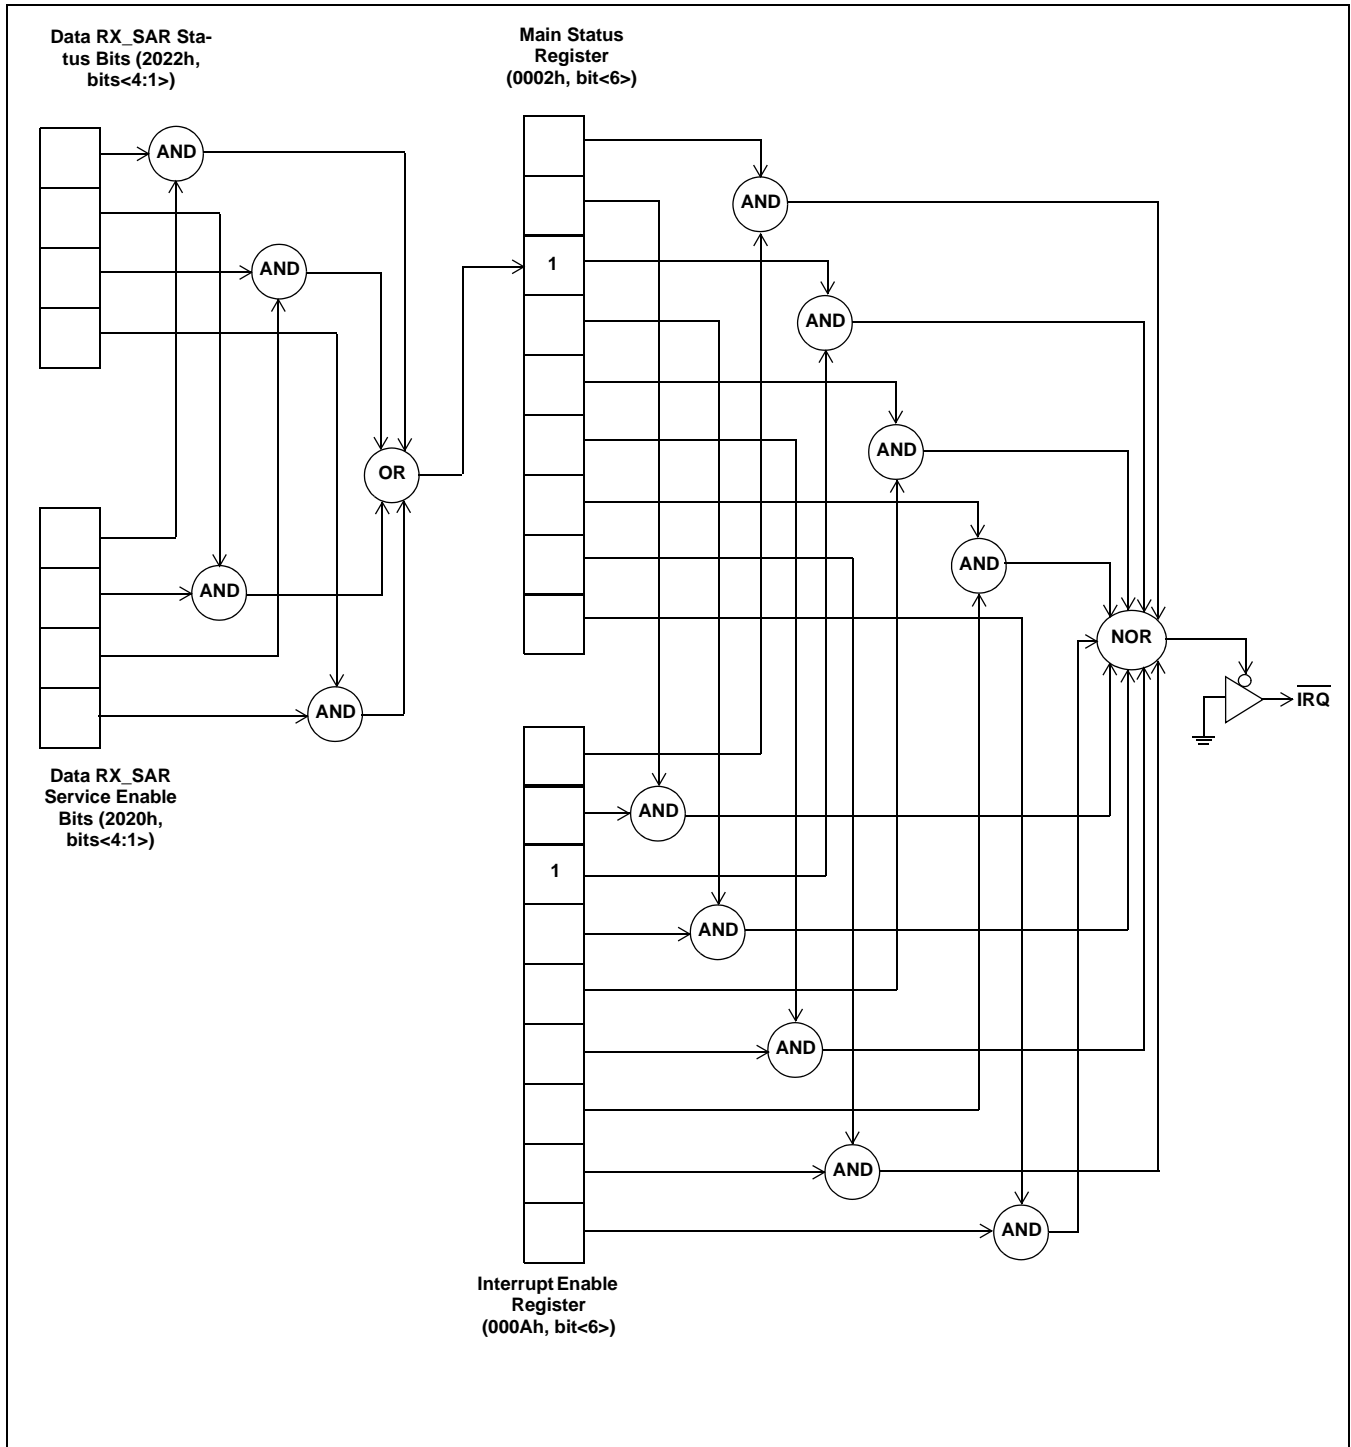 Data RX_SAR Sta-
tus Bits (2022h,
bits<4:1>)
Main Status
Register
(0002h, bit<6>)
AND
AND
1
AND
AND
AND
OR
AND
AND
AND
NOR
IRQ
AND
Data RX_SAR
Service Enable
Bits (2020h,
bits<4:1>)
AND
1
AND
AND
AND
AND
Interrupt Enable
Register
(000Ah, bit<6>)